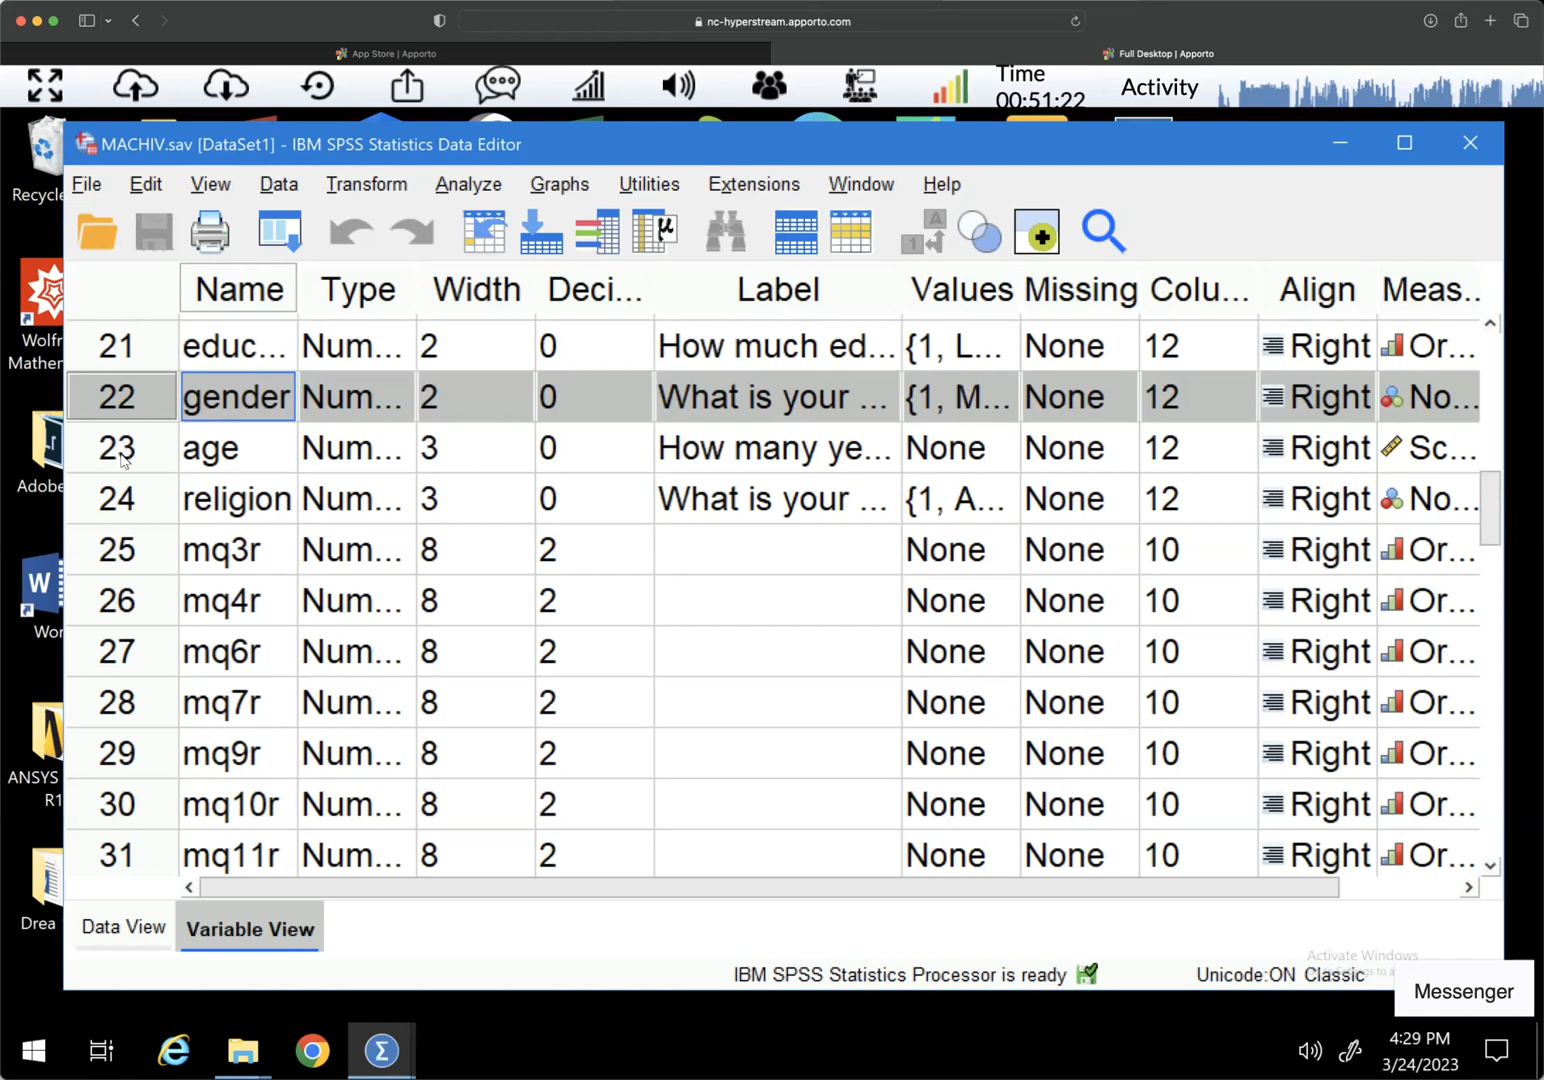 nc-hyperstream.apporto.com
App Store | Apporto
Full Desktop | Apporto
Time
00:51:22
Activity
MACHIV.sav [DataSet1] - IBM SPSS Statistics Data Editor
File Edit View Data Transform Analyze Graphs Utilities Extensions Window Help
Name Type Width Deci... Label Values Missing Colu... Align Meas..
21 educ... Num... 2 0 How much ed... {1, L... None 12 Right Or...
22 gender Num... 2 0 What is your ... {1, M... None 12 Right No...
23 age Num... 3 0 How many ye... None None 12 Right Sc...
24 religion Num... 3 0 What is your ... {1, A... None 12 Right No...
25 mq3r Num... 8 2 None None 10 Right Or...
26 mq4r Num... 8 2 None None 10 Right Or...
27 mq6r Num... 8 2 None None 10 Right Or...
28 mq7r Num... 8 2 None None 10 Right Or...
29 mq9r Num... 8 2 None None 10 Right Or...
30 mq10r Num... 8 2 None None 10 Right Or...
31 mq11r Num... 8 2 None None 10 Right Or...
Data View Variable View
IBM SPSS Statistics Processor is ready Unicode:ON Classic
Activate Windows
Messenger
Recycle
Wolfr
Mather
Adobe
Wor
ANSYS
R1
Drea
4:29 PM
3/24/2023